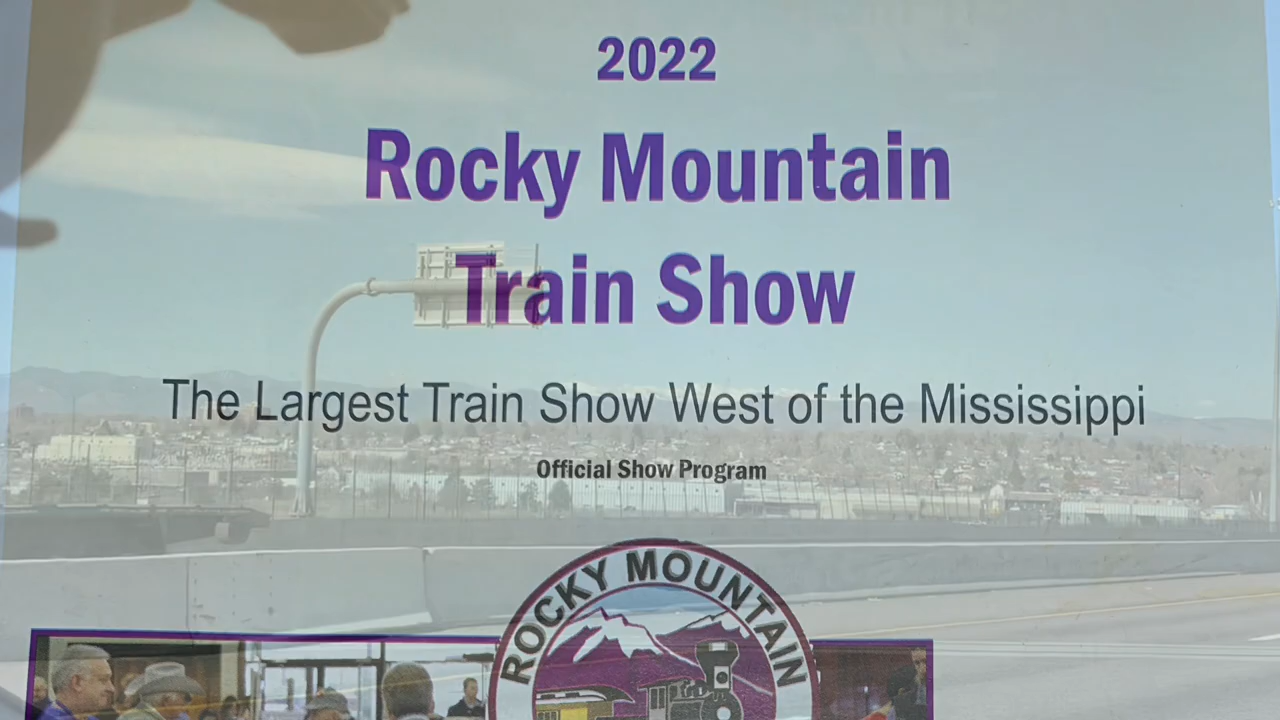 2022
Rocky Mountain
Train Show
The Largest Train Show West of the Mississippi
Official Show Program
ROCKY MOUNTAIN